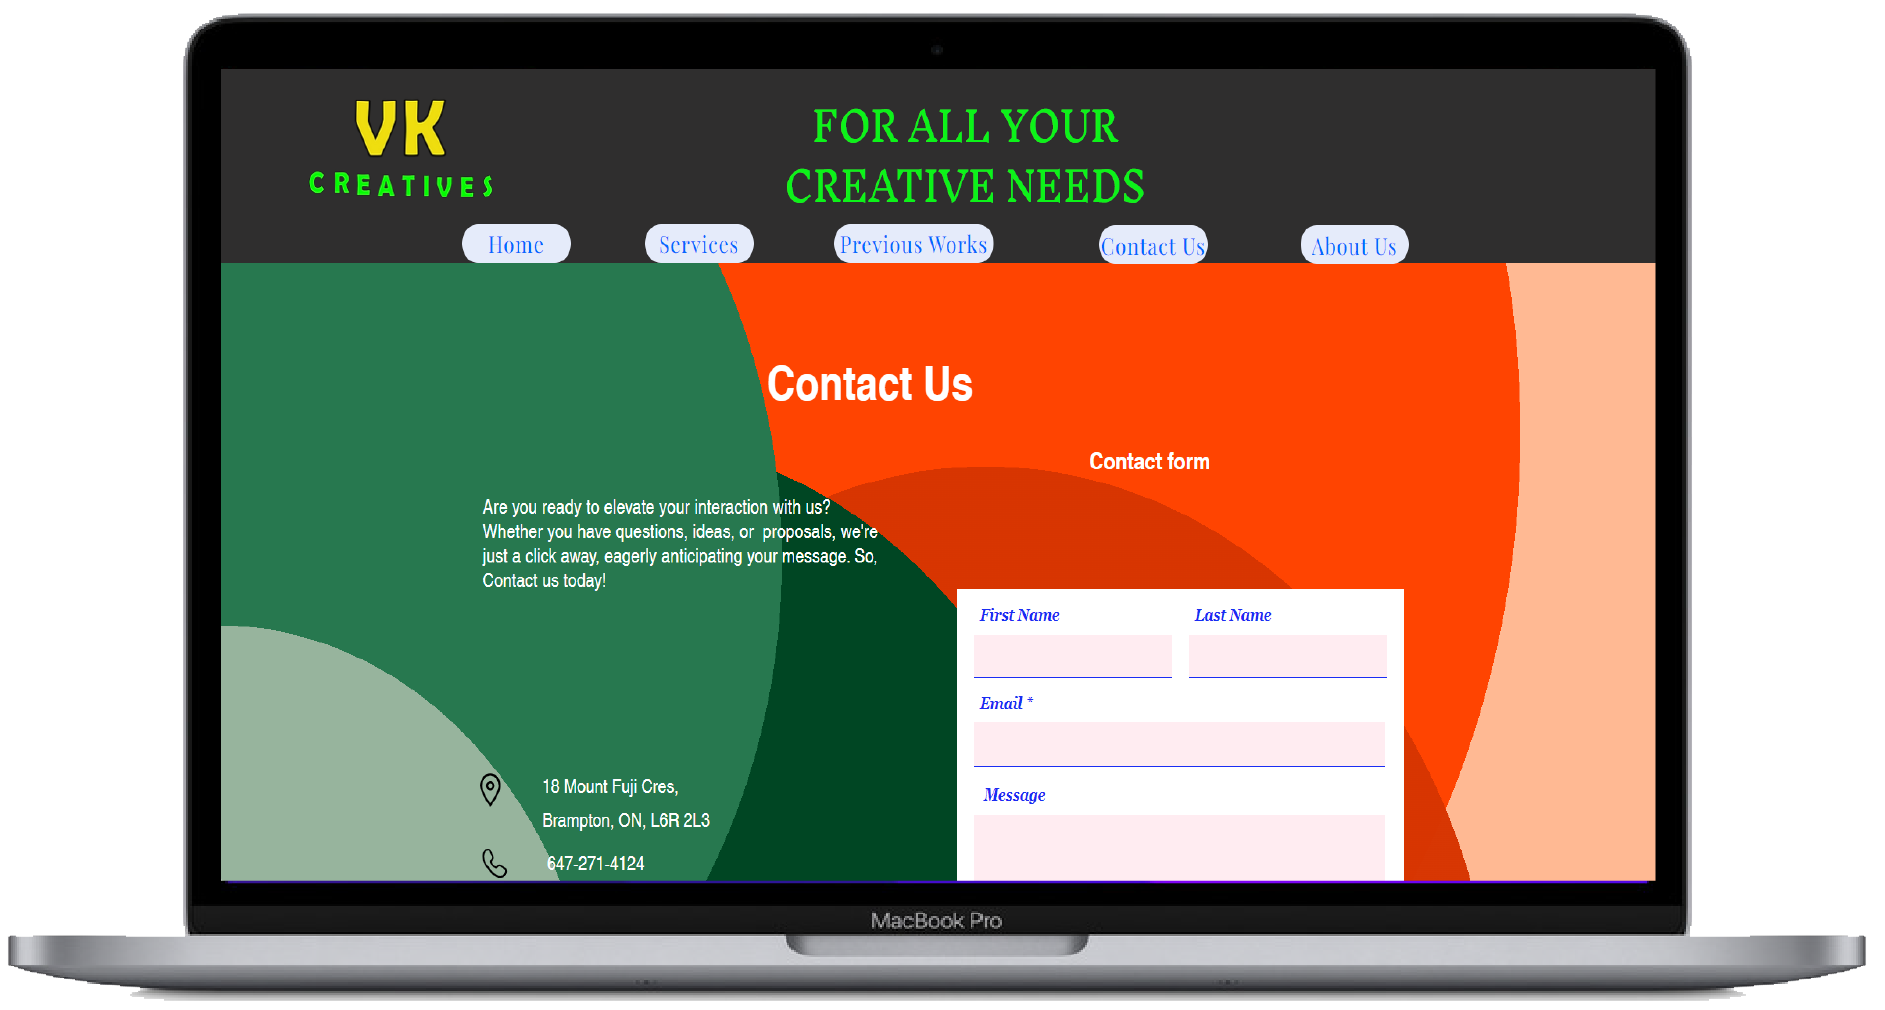 VK
CREATIVES
FOR ALL YOUR
CREATIVE NEEDS
Home
Services
Previous Works
Contact Us
About Us
Contact Us
Contact form
Are you ready to elevate your interaction with us?
Whether you have questions, ideas, or  proposals, we're
just a click away, eagerly anticipating your message. So,
Contact us today!
First Name
Last Name
Email *
Message
18 Mount Fuji Cres,
Brampton, ON, L6R 2L3
647-271-4124
MacBook Pro